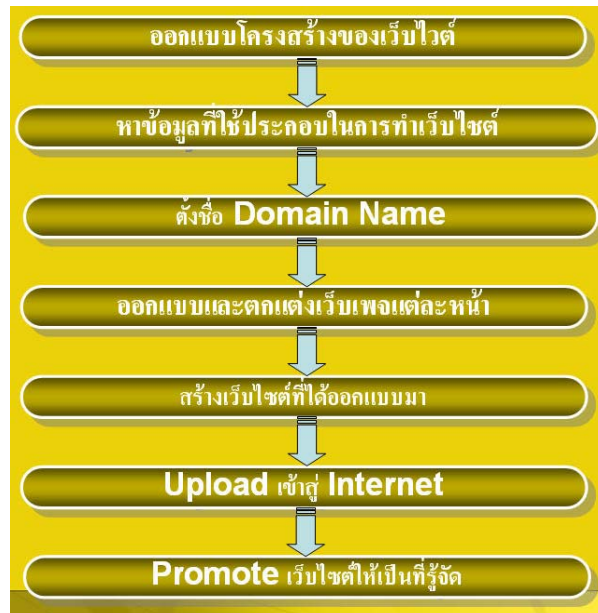 ออกแบบโครงสร้างของเว็บไวต์
หาข้อมูลที่ใช้ประกอบในการทำเว็บไซต์
ตั้งชื่อ Domain Name
ออกแบบและตกแต่งเว็บเพจแต่ละหน้า
สร้างเว็บไซต์ที่ได้ออกแบบมา
Upload เข้าสู่ Internet
Promote เว็บไซต์ให้เป็นที่รู้จัด